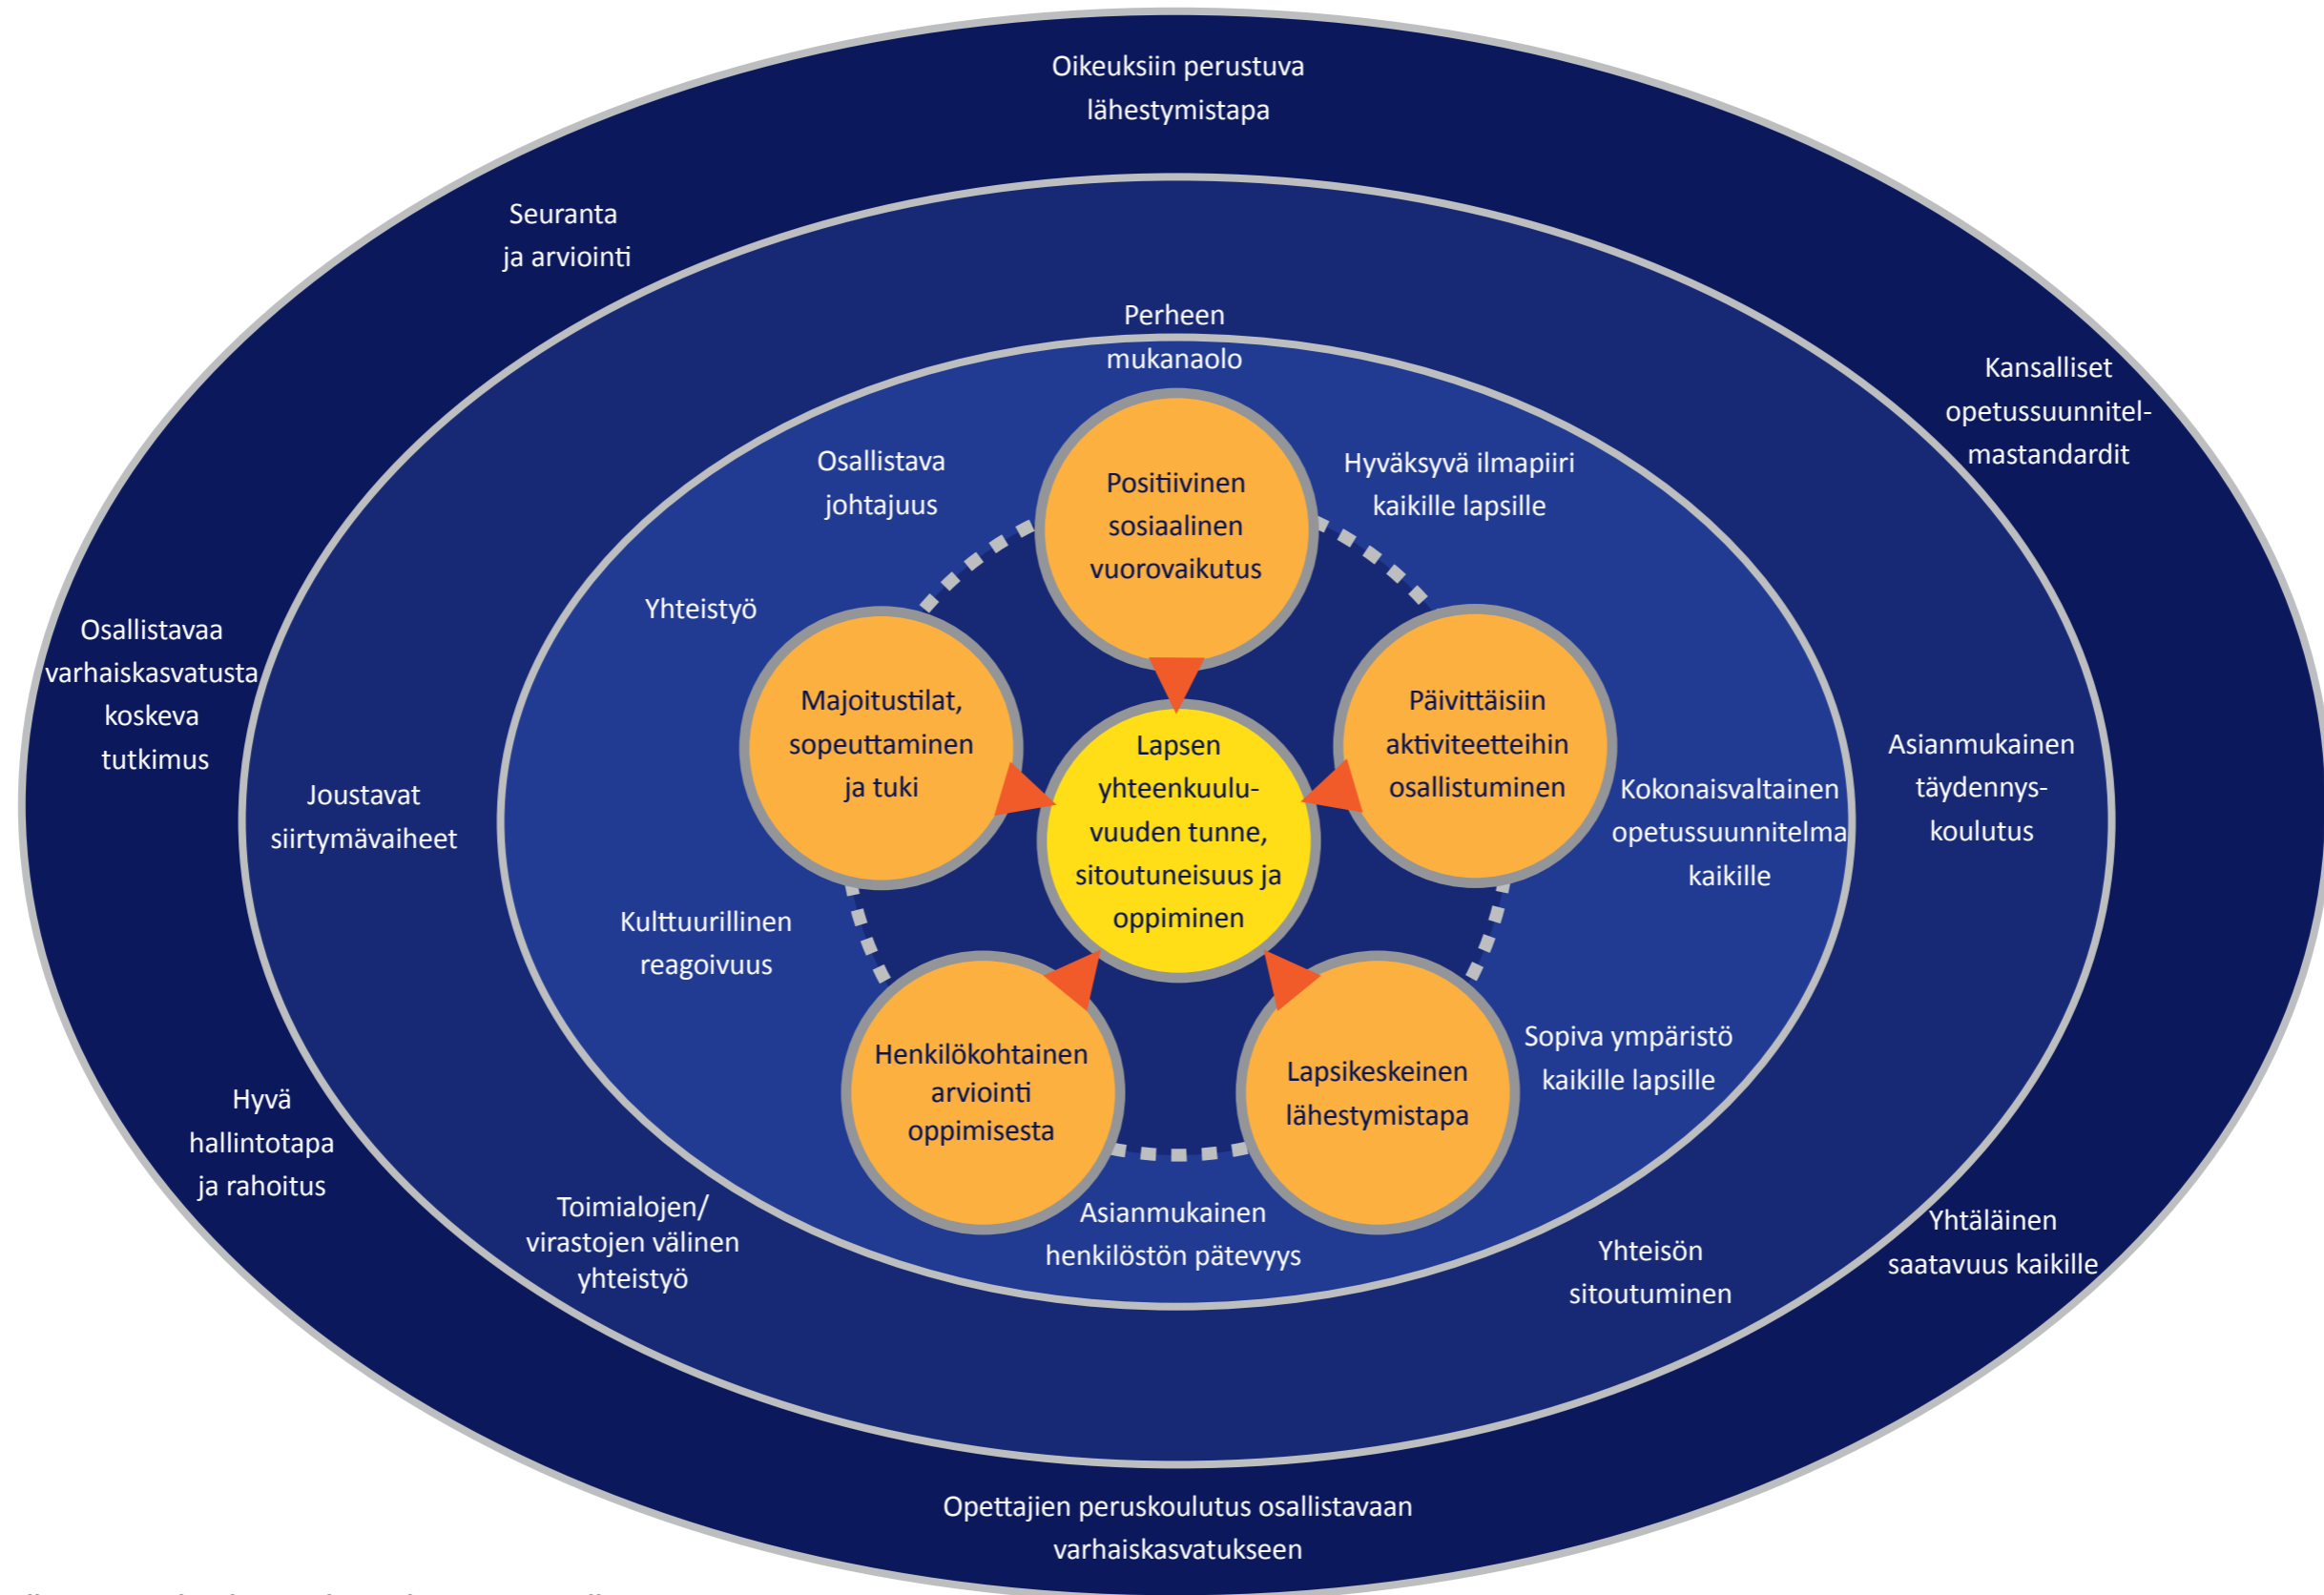 Oikeuksiin perustuva
lähestymistapa
Seuranta
ja arviointi
Perheen
mukanaolo
Kansalliset
opetussuunnitel-
mastandardit
Osallistava
johtajuus
Hyväksyvä ilmapiiri
kaikille lapsille
Positiivinen
sosiaalinen
vuorovaikutus
Yhteistyö
Osallistavaa
varhaiskasvatusta
koskeva
tutkimus
Majoitustilat,
sopeuttaminen
ja tuki
Päivittäisiin
aktiviteetteihin
osallistuminen
Lapsen
yhteenkuulu-
vuuden tunne,
sitoutuneisuus ja
oppiminen
Asianmukainen
täydennys-
koulutus
Joustavat
siirtymävaiheet
Kokonaisvaltainen
opetussuunnitelma
kaikille
Kulttuurillinen
reagoivuus
Henkilökohtainen
arviointi
oppimisesta
Lapsikeskeinen
lähestymistapa
Sopiva ympäristö
kaikille lapsille
Hyvä
hallintotapa
ja rahoitus
Toimialojen/
virastojen välinen
yhteistyö
Asianmukainen
henkilöstön pätevyys
Yhteisön
sitoutuminen
Yhtäläinen
saatavuus kaikille
Opettajien peruskoulutus osallistavaan
varhaiskasvatukseen